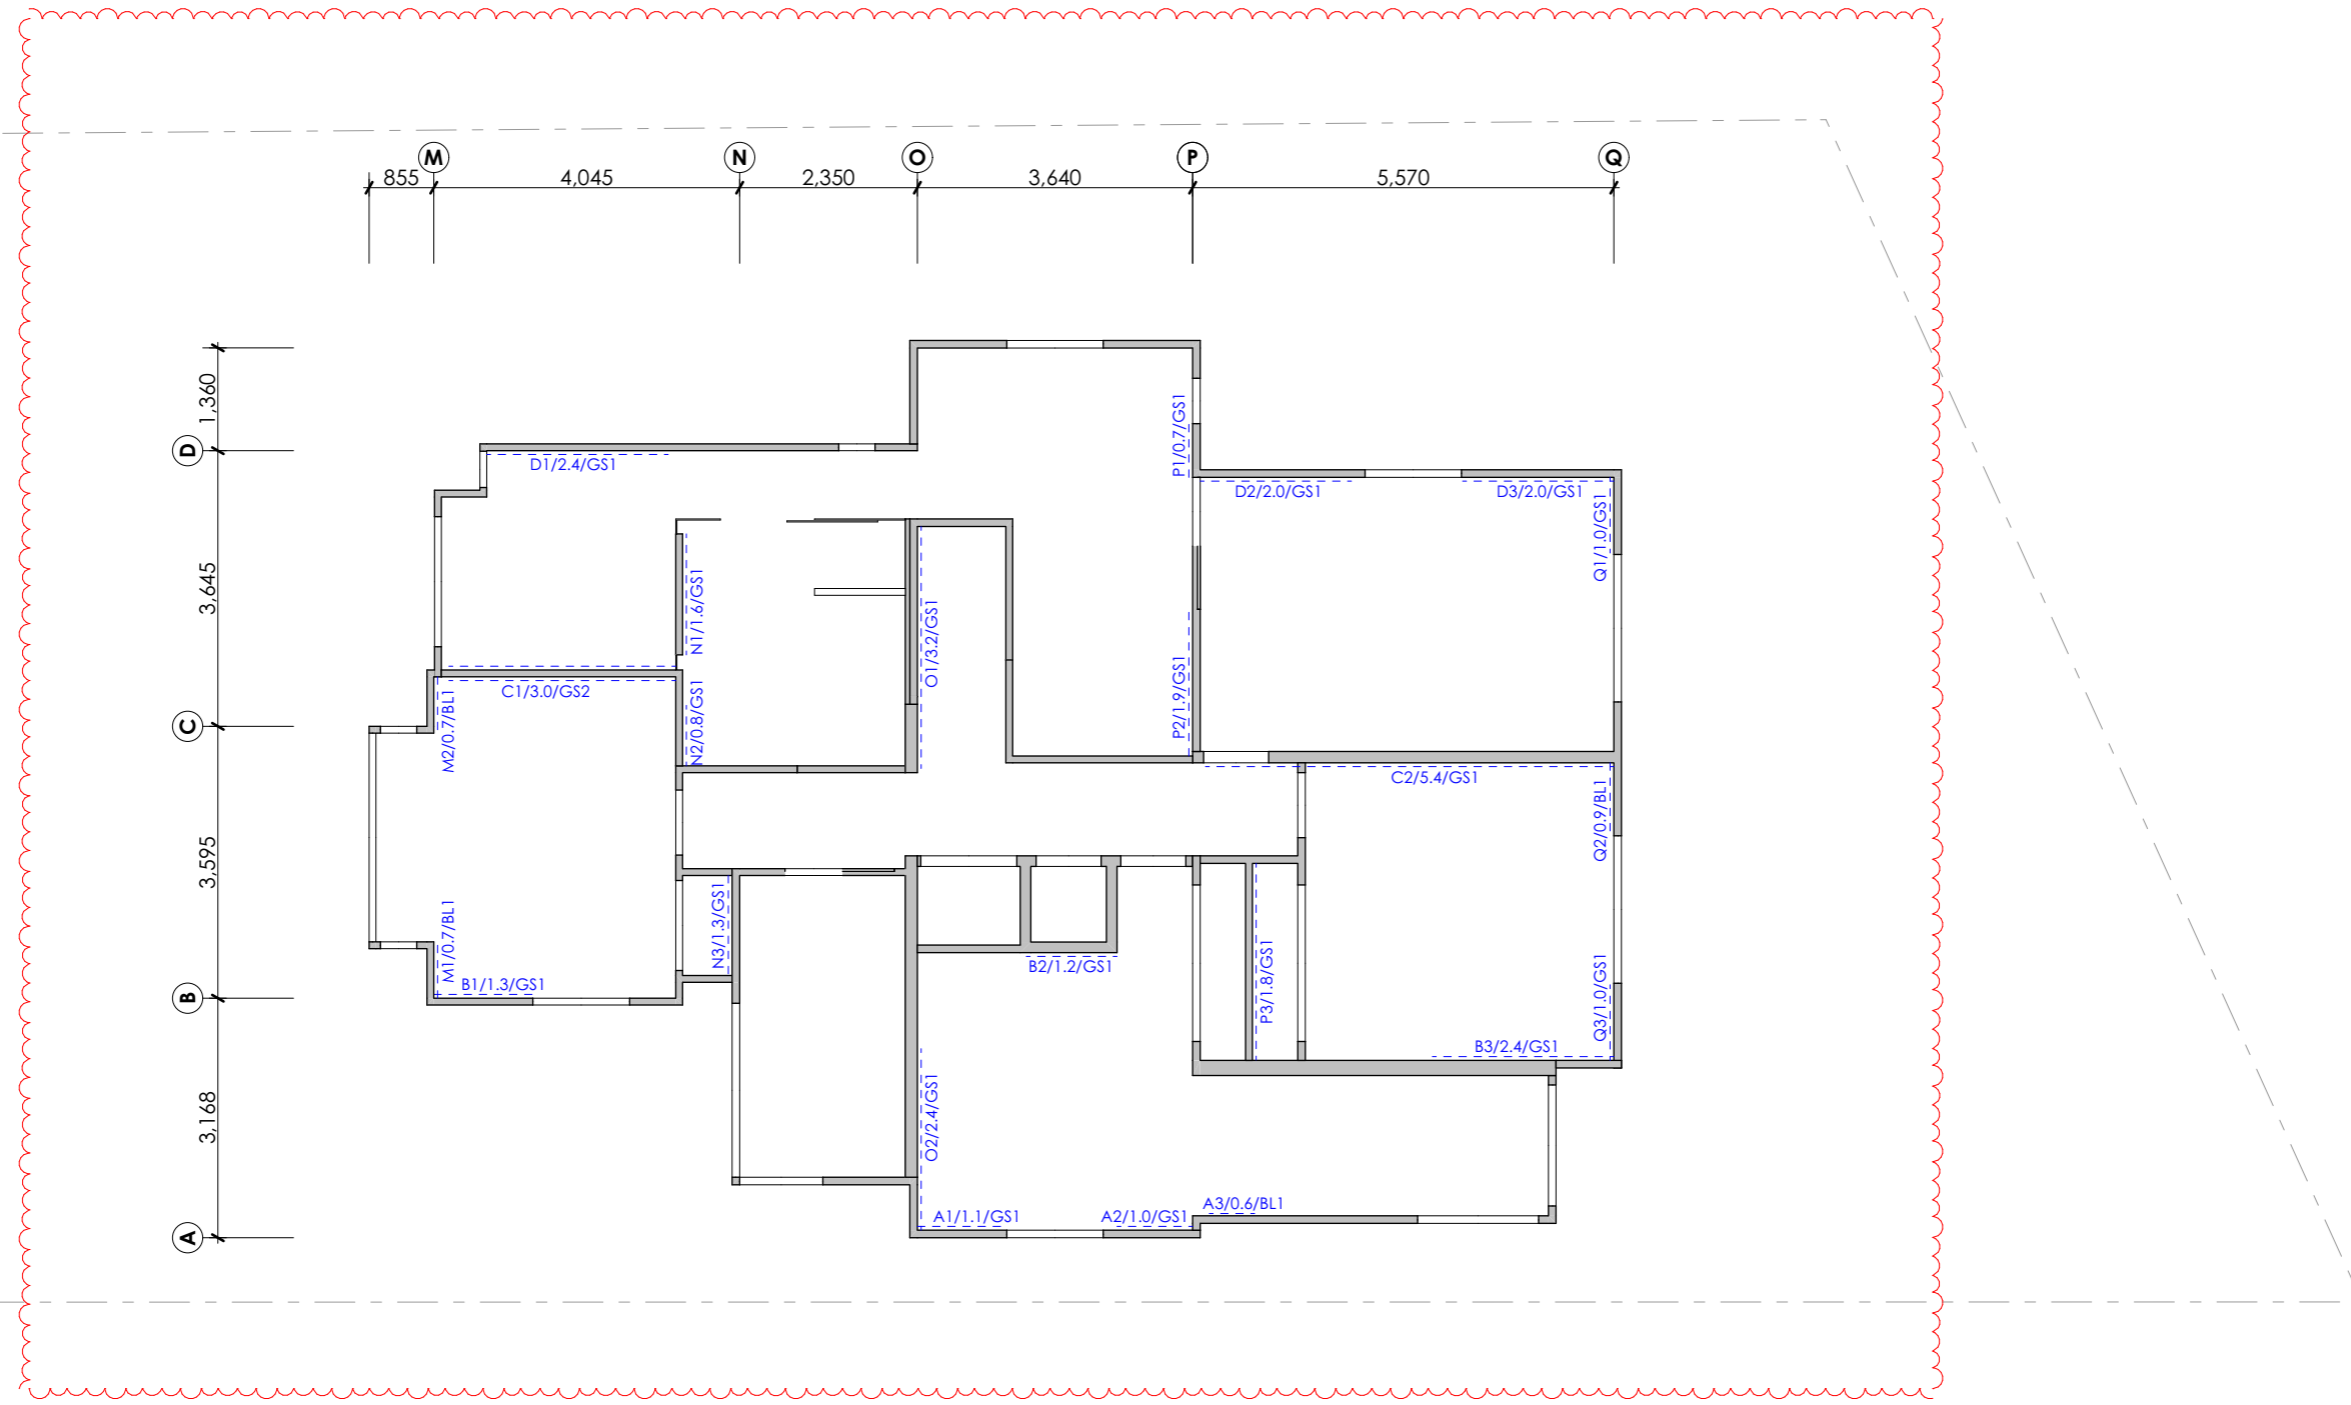 M
N
O
P
Q
855
4,045
2,350
3,640
5,570
1,360
D
3,645
C
3,595
B
3,168
A
D1/2.4/GS1
P1/0.7/GS1
D2/2.0/GS1
D3/2.0/GS1
Q1/1.0/GS1
N1/1.6/GS1
O1/3.2/GS1
C1/3.0/GS2
M2/0.7/BL1
N2/0.8/GS1
P2/1.9/GS1
C2/5.4/GS1
Q2/0.9/BL1
M1/0.7/BL1
B1/1.3/GS1
N3/1.3/GS1
B2/1.2/GS1
P3/1.8/GS1
Q3/1.0/GS1
B3/2.4/GS1
O2/2.4/GS1
A1/1.1/GS1
A2/1.0/GS1
A3/0.6/BL1